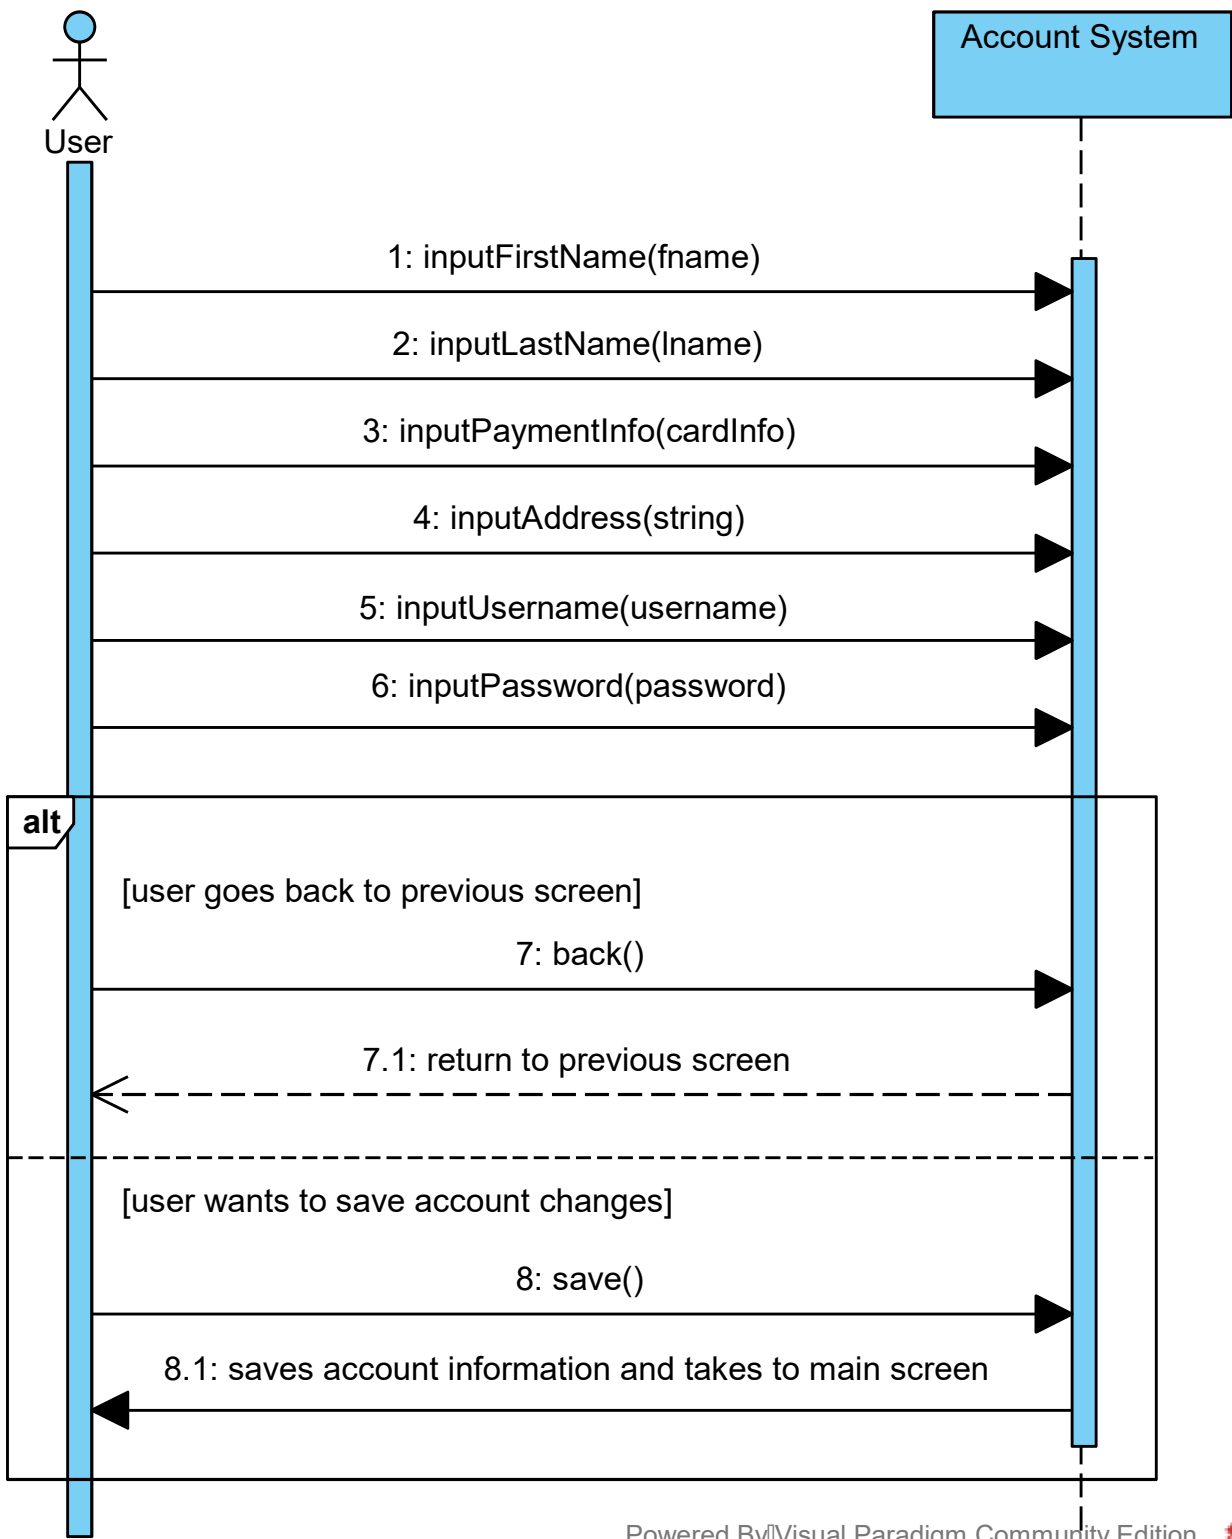 Account System
User
1: inputFirstName(fname)
2: inputLastName(lname)
3: inputPaymentInfo(cardInfo)
4: inputAddress(string)
5: inputUsername(username)
6: inputPassword(password)
alt
[user goes back to previous screen]
7: back()
7.1: return to previous screen
[user wants to save account changes]
8: save()
8.1: saves account information and takes to main screen
Powered By Visual Paradigm Community Edition